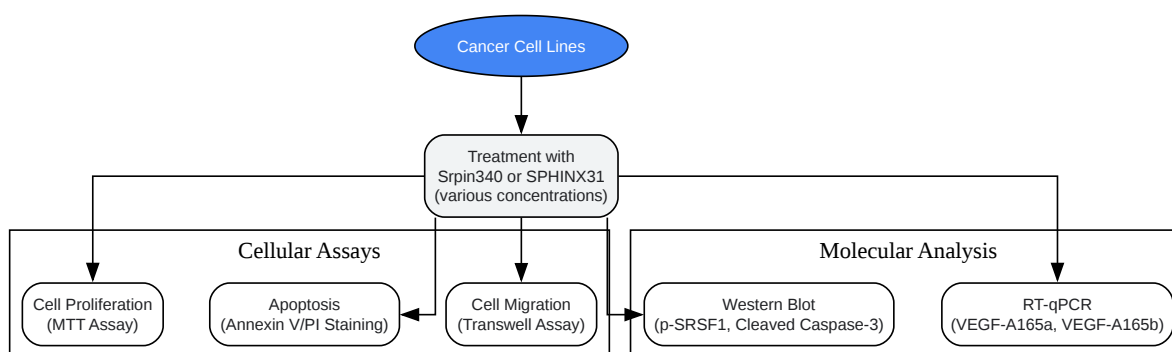 Cancer Cell Lines
Treatment with
Srpin340 or SPHINX31
(various concentrations)
Cellular Assays
Molecular Analysis
Cell Proliferation
(MTT Assay)
Apoptosis
(Annexin V/PI Staining)
Cell Migration
(Transwell Assay)
Western Blot
(p-SRSF1, Cleaved Caspase-3)
RT-qPCR
(VEGF-A165a, VEGF-A165b)